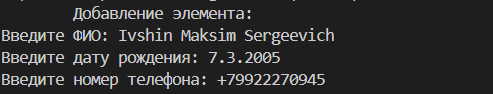 Добавление элемента:
Введите ФИО: Ivshin Maksim Sergeevich
Введите дату рождения: 7.3.2005
Введите номер телефона: +79922270945